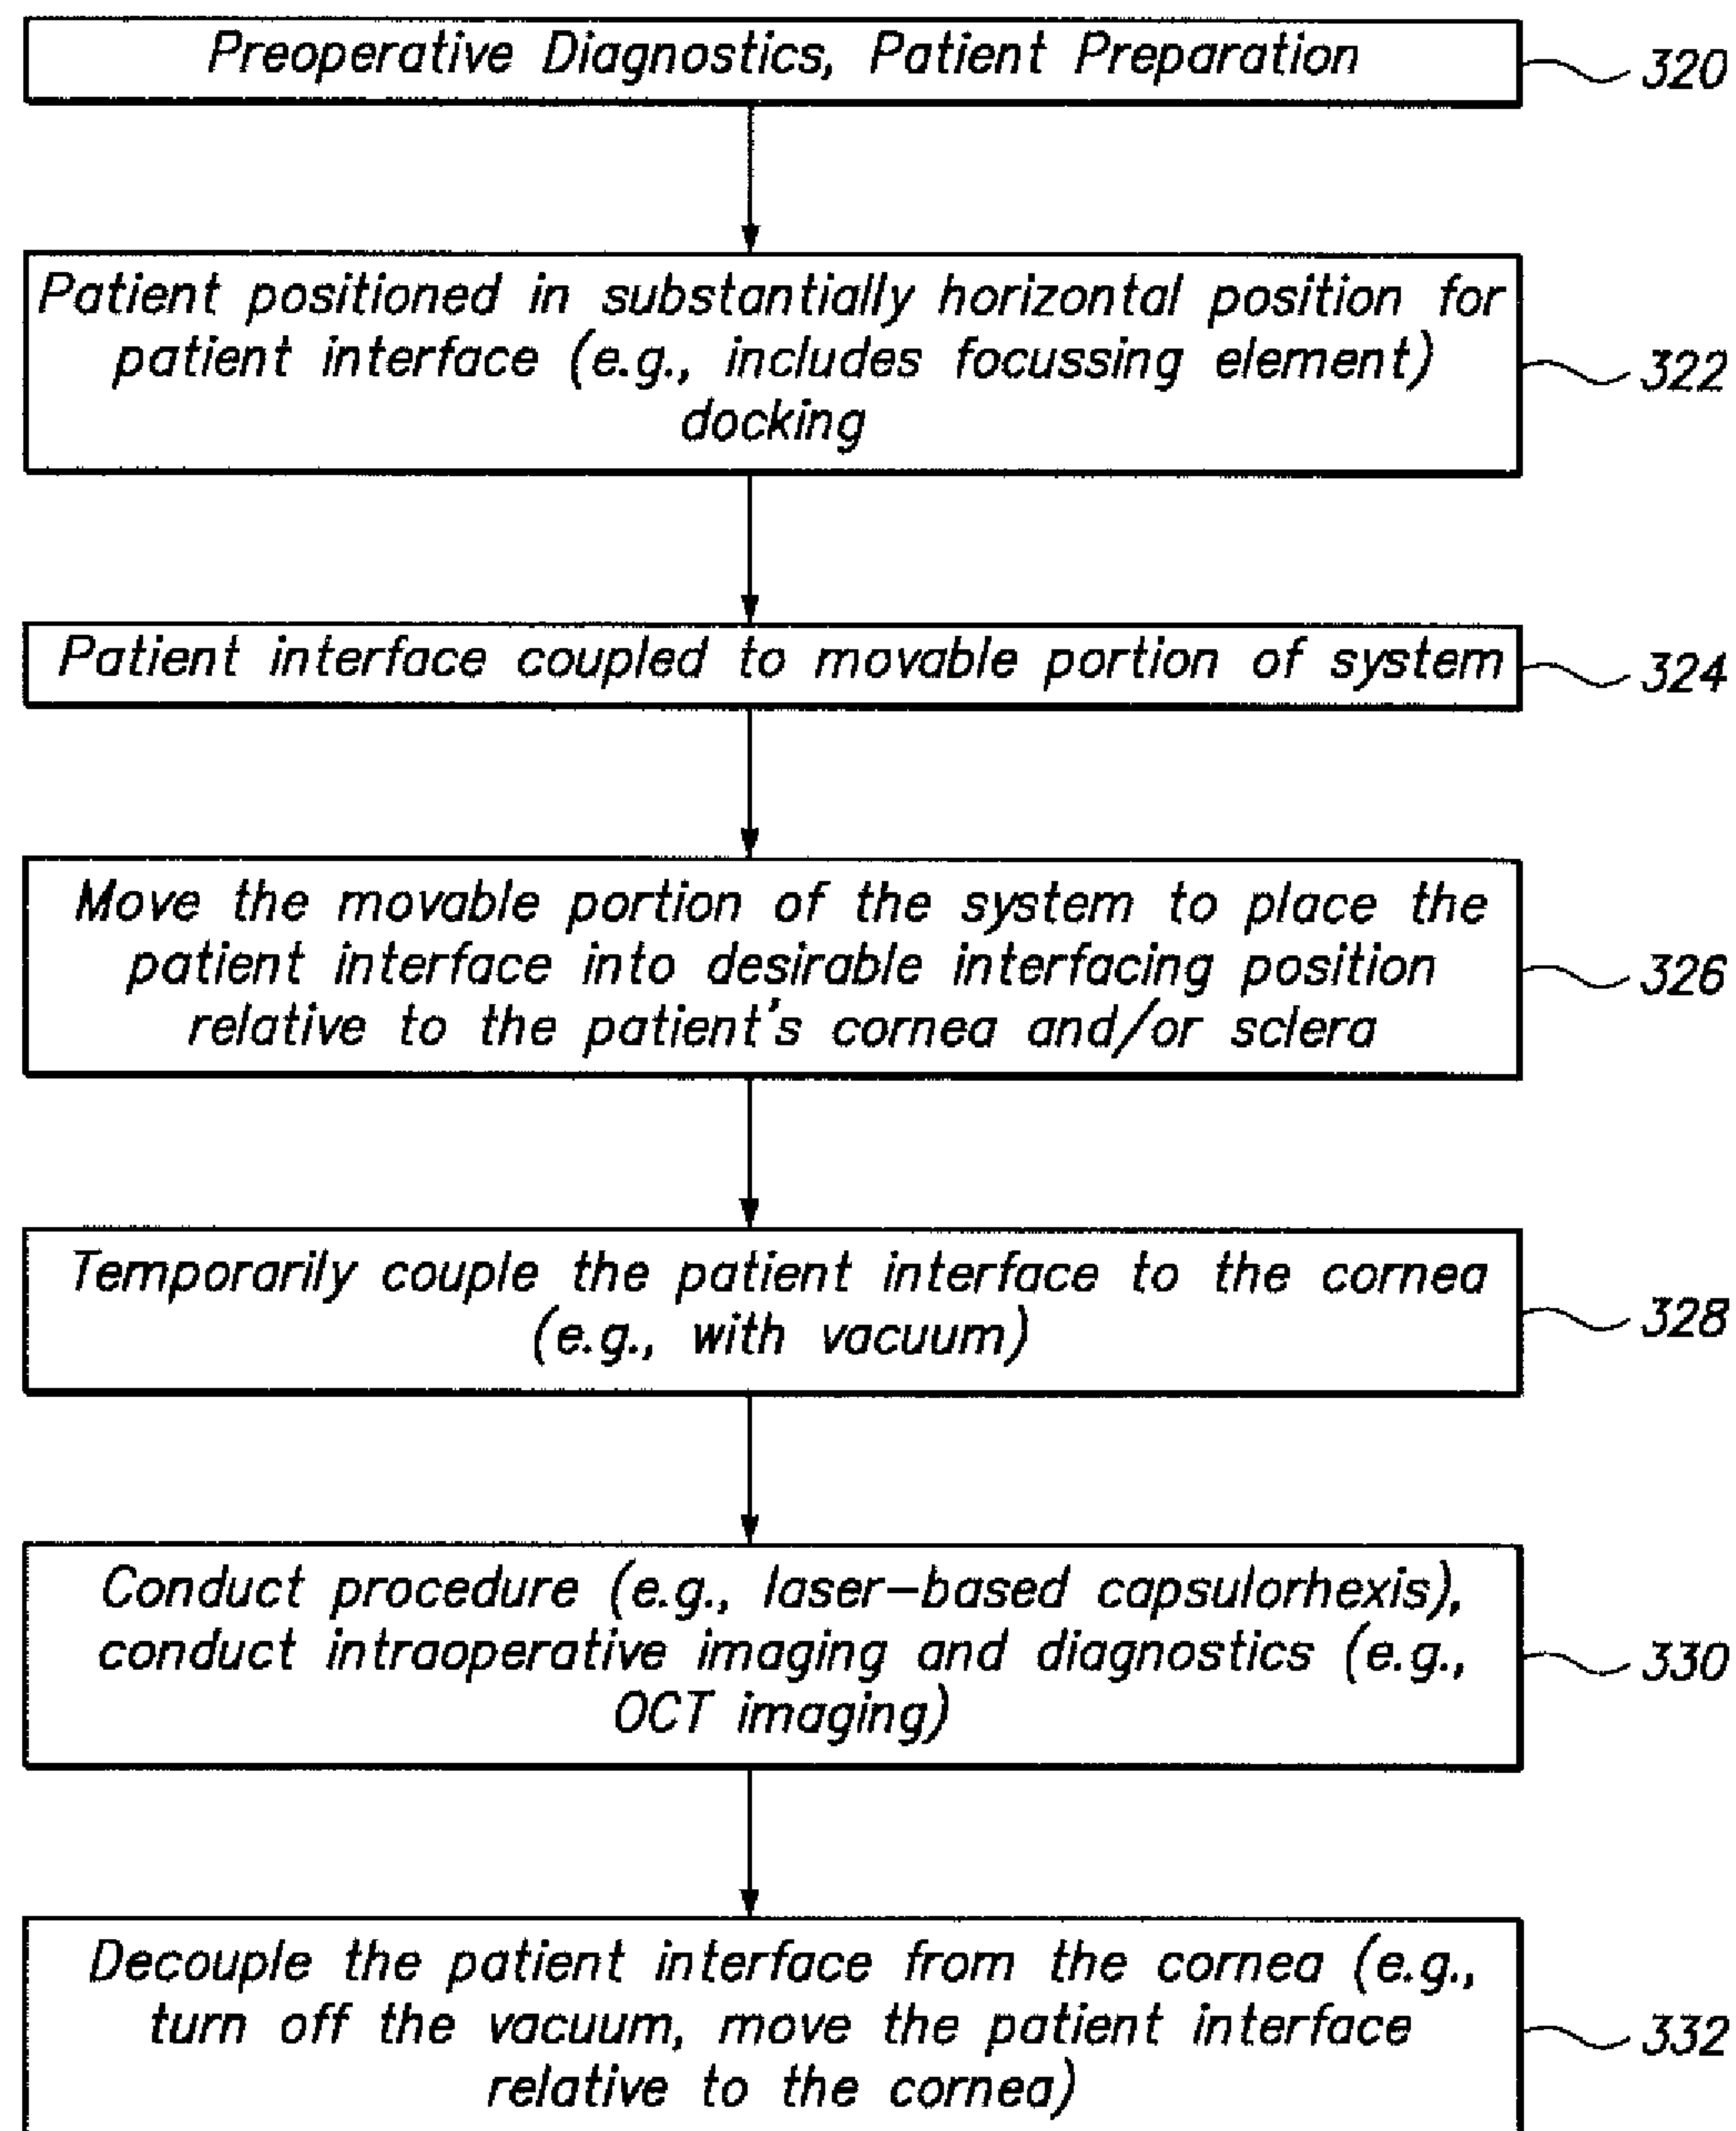 Preoperative Diagnostics, Patient Preparation
320
Patient positioned in substantially horizontal position for
patient interface (e.g., includes focussing element)
docking
322
Patient interface coupled to movable portion of system
324
Move the movable portion of the system to place the
patient interface into desirable interfacing position
relative to the patient's cornea and/or sclera
326
Temporarily couple the patient interface to the cornea
(e.g., with vacuum)
328
Conduct procedure (e.g., laser-based capsulorhexis),
conduct intraoperative imaging and diagnostics (e.g.,
OCT imaging)
330
Decouple the patient interface from the cornea (e.g.,
turn off the vacuum, move the patient interface
relative to the cornea)
332